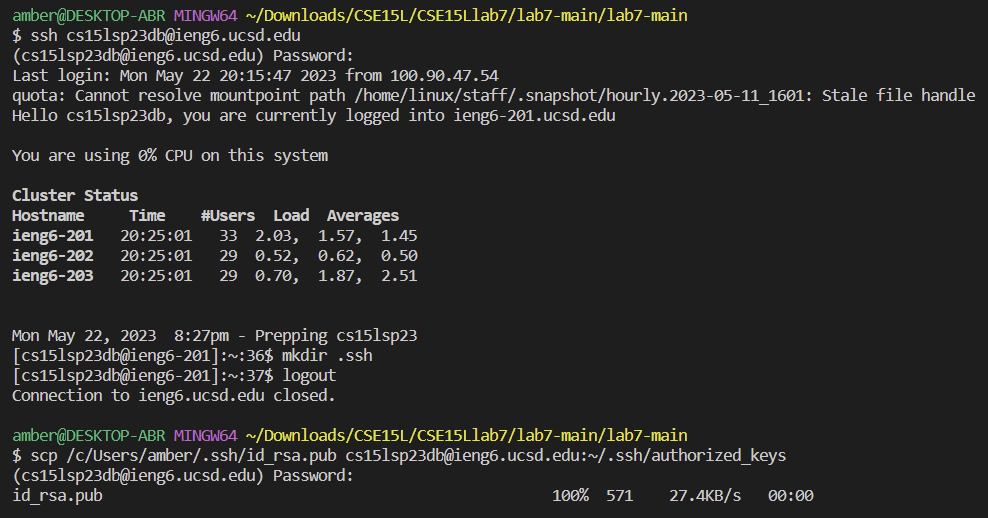 amber@DESKTOP-ABR MINGW64 ~/Downloads/CSE15L/CSE15Llab7/lab7-main/lab7-main
$ ssh cs15lsp23db@ieng6.ucsd.edu
(cs15lsp23db@ieng6.ucsd.edu) Password:
Last login: Mon May 22 20:15:47 2023 from 100.90.47.54
quota: Cannot resolve mountpoint path /home/linux/staff/.snapshot/hourly.2023-05-11_1601: Stale file handle
Hello cs15lsp23db, you are currently logged into ieng6-201.ucsd.edu
You are using 0% CPU on this system
Cluster Status
Hostname     Time    #Users  Load  Averages
ieng6-201   20:25:01   33  2.03,  1.57,  1.45
ieng6-202   20:25:01   29  0.52,  0.62,  0.50
ieng6-203   20:25:01   29  0.70,  1.87,  2.51
Mon May 22, 2023  8:27pm - Prepping cs15lsp23
[cs15lsp23db@ieng6-201]:~:36$ mkdir .ssh
[cs15lsp23db@ieng6-201]:~:37$ logout
Connection to ieng6.ucsd.edu closed.
amber@DESKTOP-ABR MINGW64 ~/Downloads/CSE15L/CSE15Llab7/lab7-main/lab7-main
$ scp /c/Users/amber/.ssh/id_rsa.pub cs15lsp23db@ieng6.ucsd.edu:~/.ssh/authorized_keys
(cs15lsp23db@ieng6.ucsd.edu) Password:
id_rsa.pub                                                  100%  571    27.4KB/s   00:00